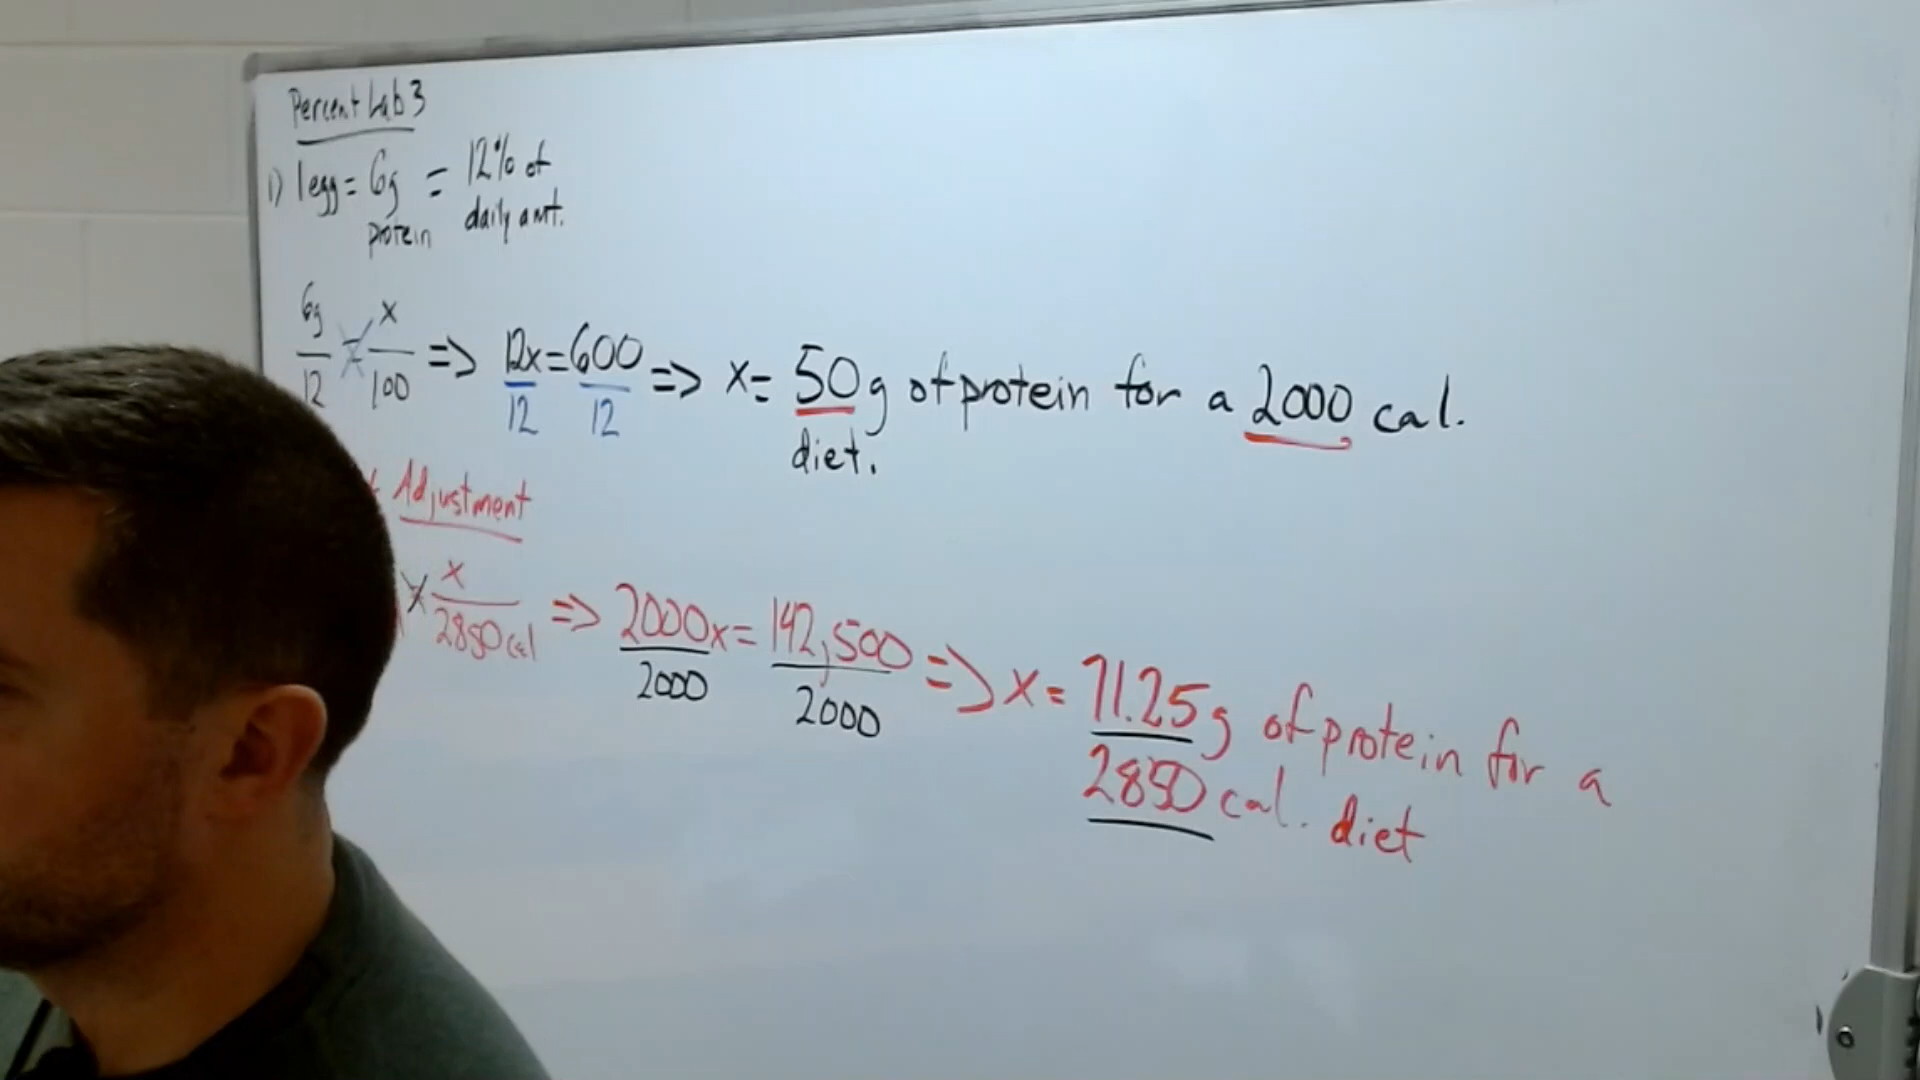 Percent Lab 3
1) 1 egg = 6g protein = 12% of daily amt.
6g/12 = x/100 => 12x/12 = 600/12 => x = 50g of protein for a 2000 cal.
diet.
Adjustment
x/2850 cal => 2000x/2000 = 142,500/2000 => x = 71.25g of protein for a
2850 cal. diet